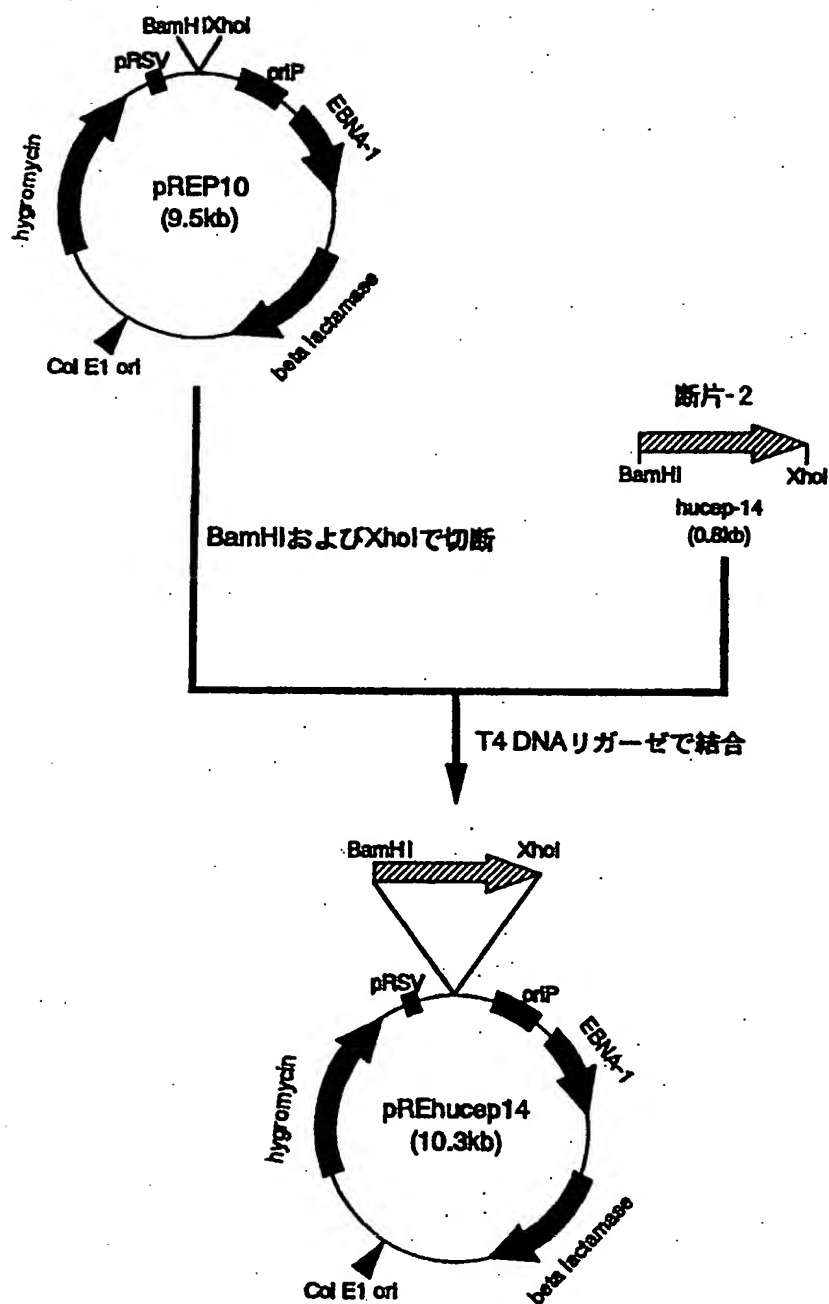 BamHIXhoI
pRSV
oriP
EBNA-1
hygromycin
pREP10
(9.5kb)
beta lactamase
Col E1 ori
断片-2
BamHI
XhoI
hucep-14
(0.8kb)
BamHIおよびXhoIで切断
T4 DNAリガーゼで結合
BamHI
XhoI
pRSV
oriP
EBNA-1
hygromycin
pREhucep14
(10.3kb)
beta lactamase
Col E1 ori